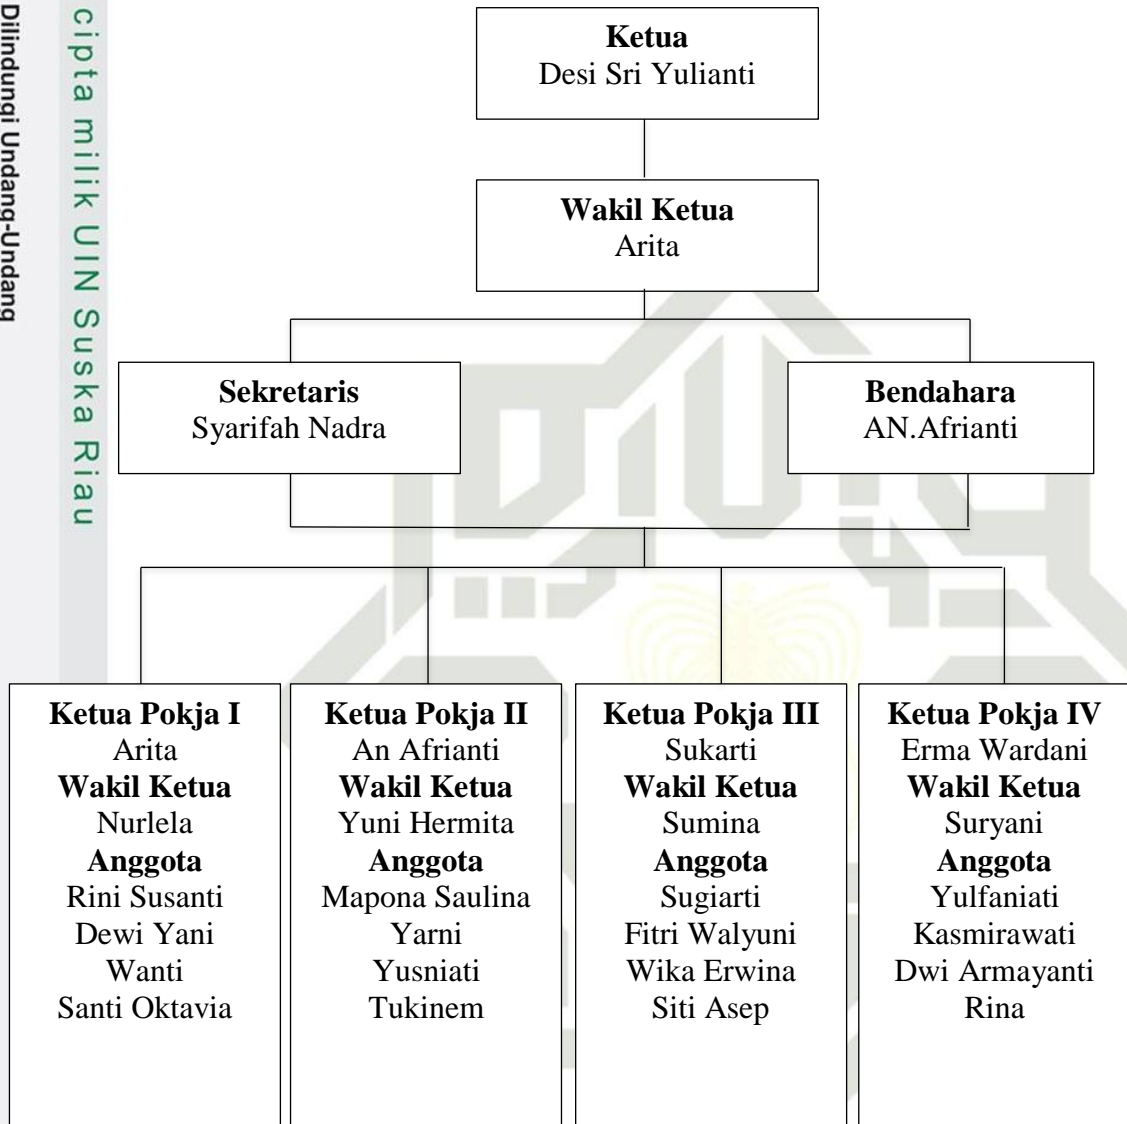 cipta milik UIN Suska Riau
Dilindungi Undang-Undang
Ketua
Desi Sri Yulianti
Wakil Ketua
Arita
Sekretaris
Syarifah Nadra
Bendahara
AN.Afrianti
Ketua Pokja I
Arita
Wakil Ketua
Nurlela
Anggota
Rini Susanti
Dewi Yani
Wanti
Santi Oktavia
Ketua Pokja II
An Afrianti
Wakil Ketua
Yuni Hermita
Anggota
Mapona Saulina
Yarni
Yusniati
Tukinem
Ketua Pokja III
Sukarti
Wakil Ketua
Sumina
Anggota
Sugiarti
Fitri Walyuni
Wika Erwina
Siti Asep
Ketua Pokja IV
Erma Wardani
Wakil Ketua
Suryani
Anggota
Yulfaniati
Kasmirawati
Dwi Armayanti
Rina